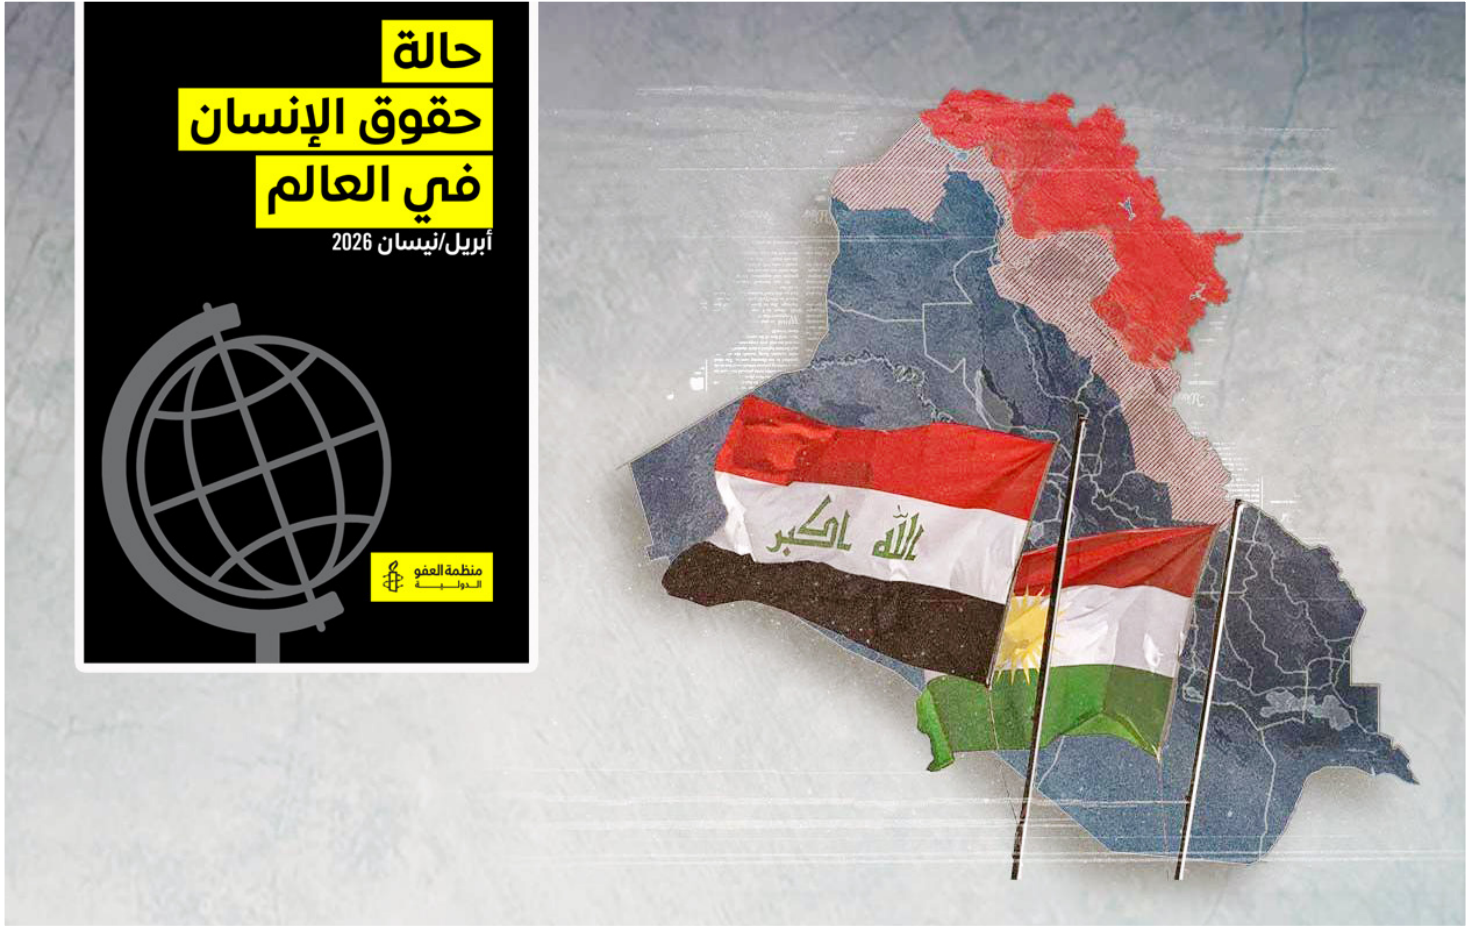 حالة
حقوق الإنسان
في العالم
أبريل/نيسان 2026
منظمة العفو
الدولية
الله اكبر